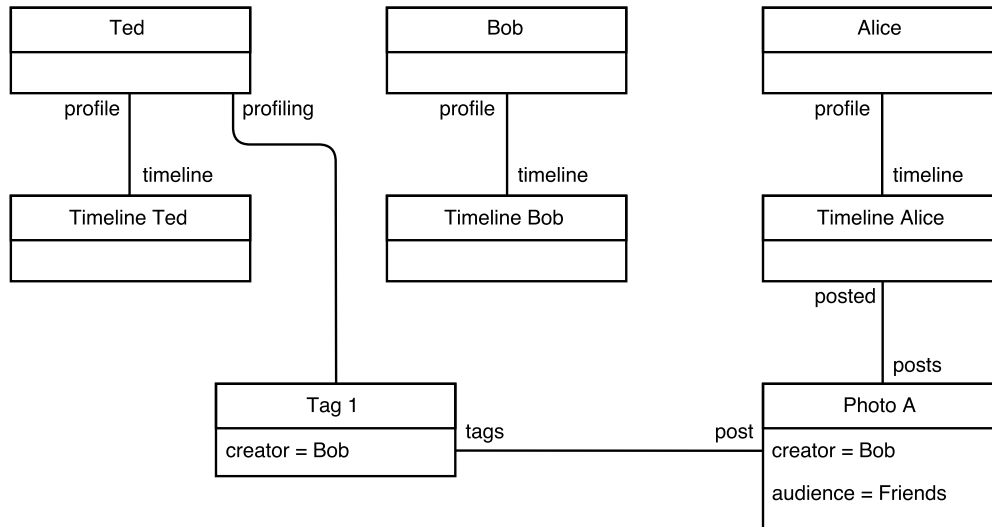 Ted
Bob
Alice
profile
profiling
profile
profile
timeline
timeline
timeline
Timeline Ted
Timeline Bob
Timeline Alice
posted
posts
Tag 1
Photo A
tags
post
creator = Bob
creator = Bob
audience = Friends